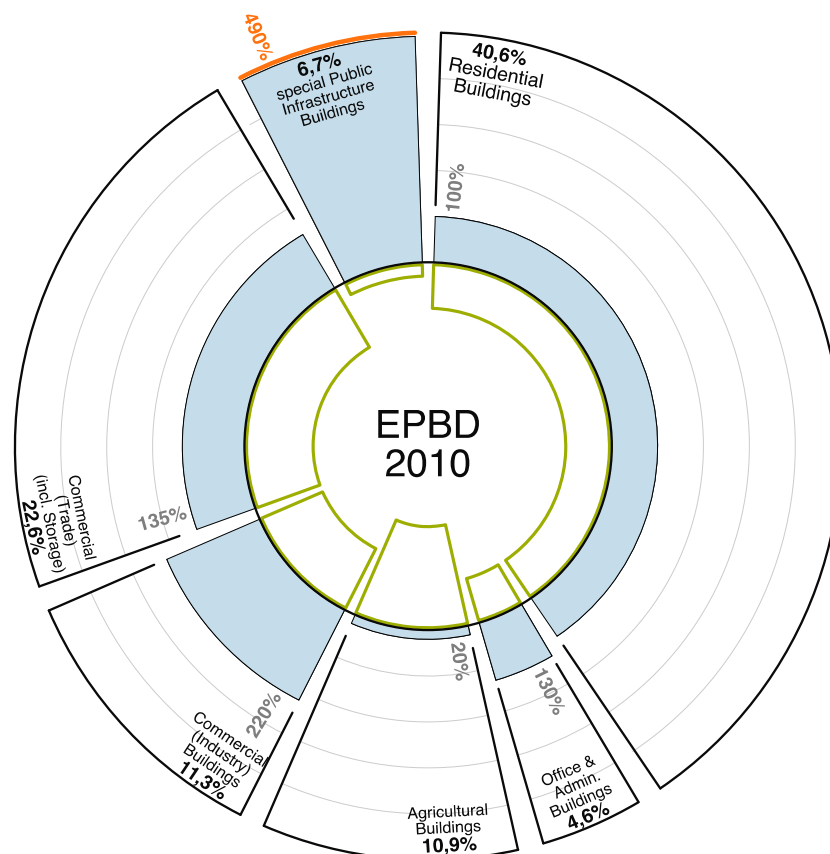 490%
6,7%
special Public
Infrastructure
Buildings
40,6%
Residential
Buildings
100%
EPBD
2010
Commercial
(Trade)
(incl. Storage)
22,6%
135%
220%
Commercial
(Industry)
Buildings
11,3%
20%
Agricultural
Buildings
10,9%
130%
Office &
Admin.
Buildings
4,6%